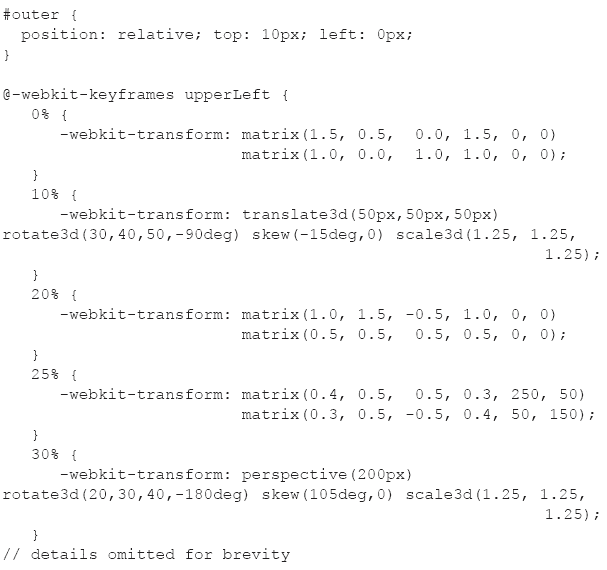 #outer {
  position: relative; top: 10px; left: 0px;
}

@-webkit-keyframes upperLeft {
   0% {
      -webkit-transform: matrix(1.5, 0.5,  0.0, 1.5, 0, 0)
                         matrix(1.0, 0.0,  1.0, 1.0, 0, 0);
   }
   10% {
      -webkit-transform: translate3d(50px,50px,50px)
rotate3d(30,40,50,-90deg) skew(-15deg,0) scale3d(1.25, 1.25,
                                                         1.25);
   }
   20% {
      -webkit-transform: matrix(1.0, 1.5, -0.5, 1.0, 0, 0)
                         matrix(0.5, 0.5,  0.5, 0.5, 0, 0);
   }
   25% {
      -webkit-transform: matrix(0.4, 0.5,  0.5, 0.3, 250, 50)
                         matrix(0.3, 0.5, -0.5, 0.4, 50, 150);
   }
   30% {
      -webkit-transform: perspective(200px)
rotate3d(20,30,40,-180deg) skew(105deg,0) scale3d(1.25, 1.25,
                                                         1.25);
   }
// details omitted for brevity